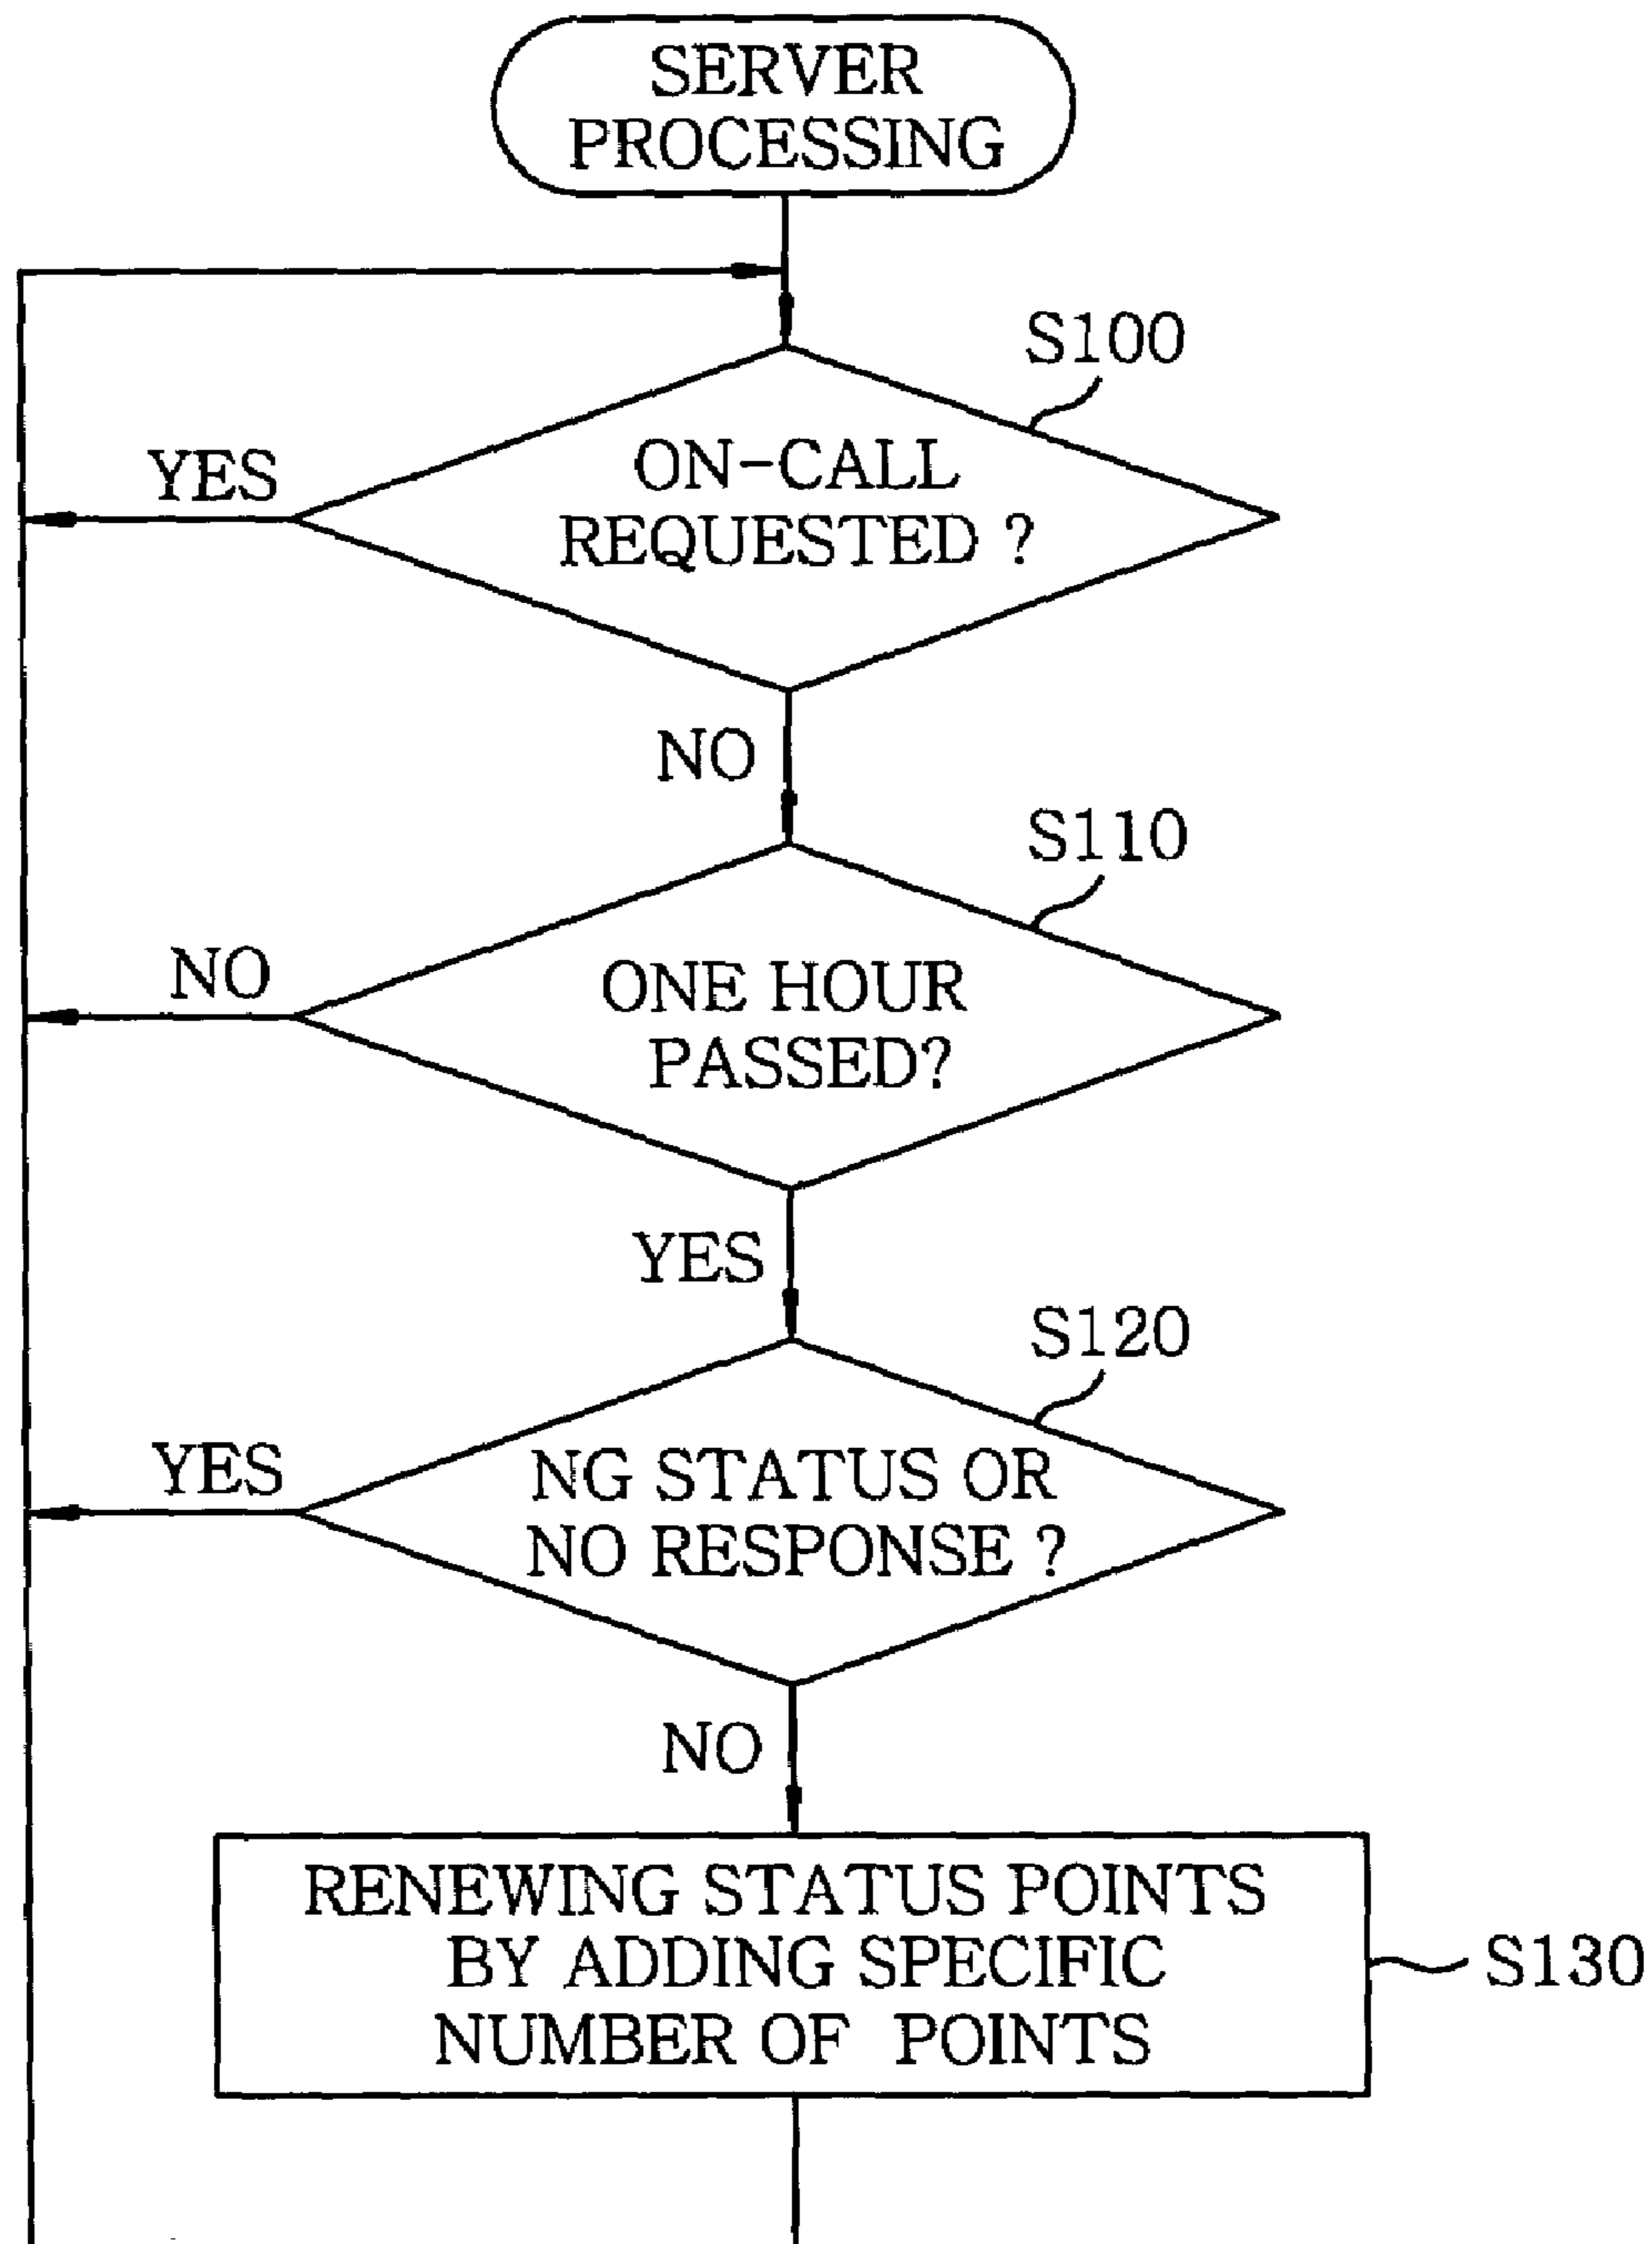 SERVER
PROCESSING
S100
ON-CALL
REQUESTED ?
YES
NO
S110
ONE HOUR
PASSED?
NO
YES
S120
NG STATUS OR
NO RESPONSE ?
YES
NO
RENEWING STATUS POINTS
BY ADDING SPECIFIC
NUMBER OF POINTS
S130